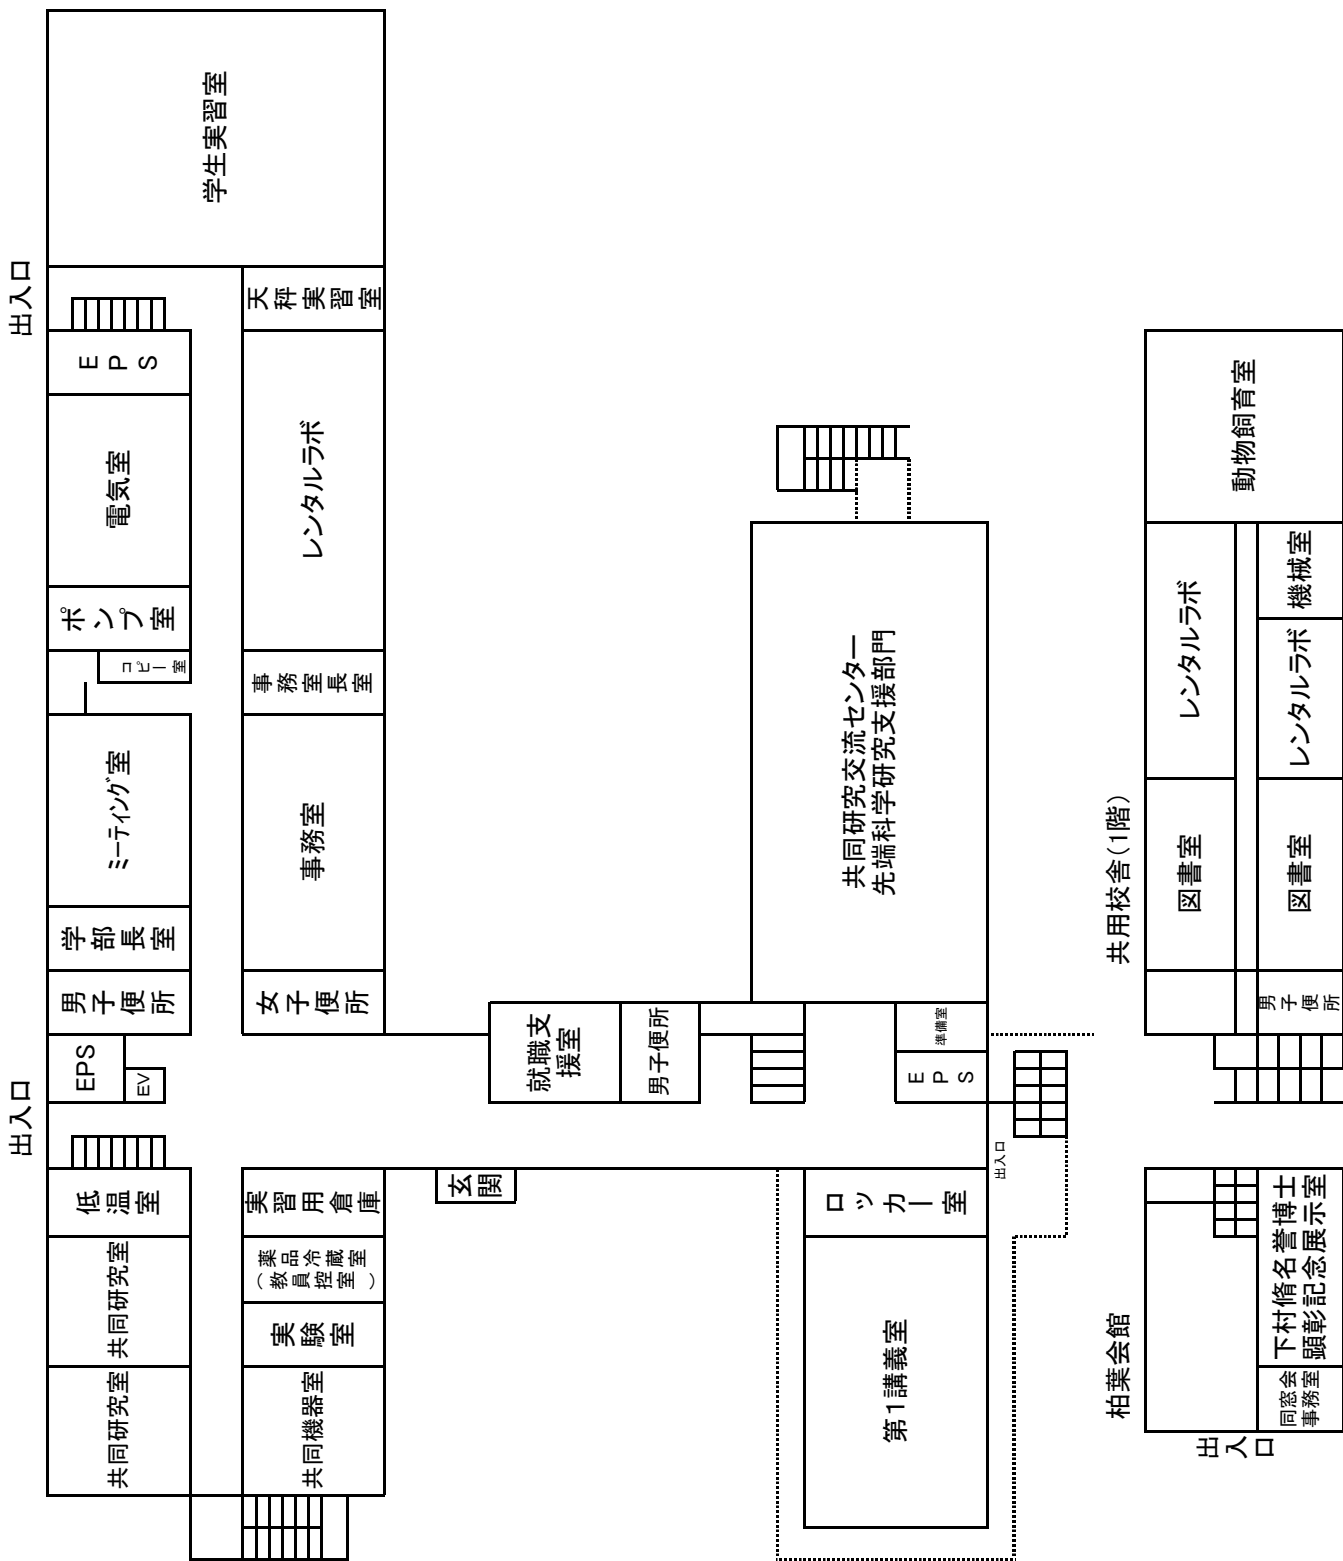 学生実習室
出入口
天秤実習室
EPS
電気室
レンタルラボ
ポンプ室
コピー室
事務室長室
ミーティング室
事務室
学部長室
男子便所
女子便所
出入口
EPS
EV
低温室
実習用倉庫
共同研究室
薬品冷蔵室
(教員控室)
実験室
共同研究室
共同機器室
就職支
援室
男子便所
玄関
共同研究交流センター
先端科学研究支援部門
準備室
EPS
出入口
ロッカー室
第1講義室
共用校舎(1階)
動物飼育室
レンタルラボ
機械室
レンタルラボ
図書室
図書室
男子便所
柏葉会館
下村脩名誉博士
顕彰記念展示室
同窓会
事務室
出入口